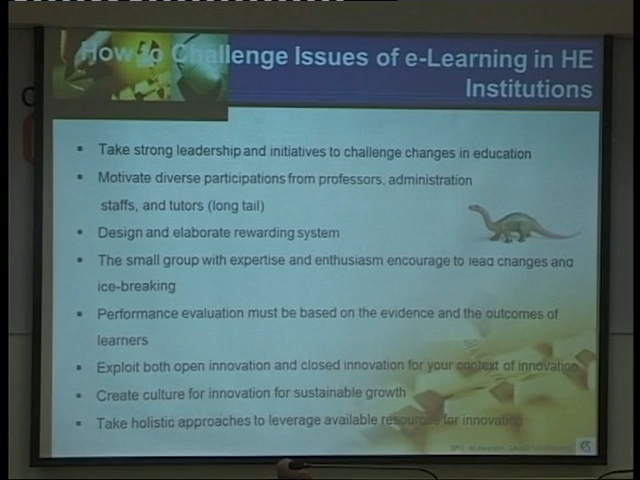 How to Challenge Issues of e-Learning in HE
Institutions
▪ Take strong leadership and initiatives to challenge changes in education
▪ Motivate diverse participations from professors, administration
staffs, and tutors (long tail)
▪ Design and elaborate rewarding system
▪ The small group with expertise and enthusiasm encourage to lead changes and
ice-breaking
▪ Performance evaluation must be based on the evidence and the outcomes of
learners
▪ Exploit both open innovation and closed innovation for your context of innovation
▪ Create culture for innovation for sustainable growth
▪ Take holistic approaches to leverage available resources for innovation